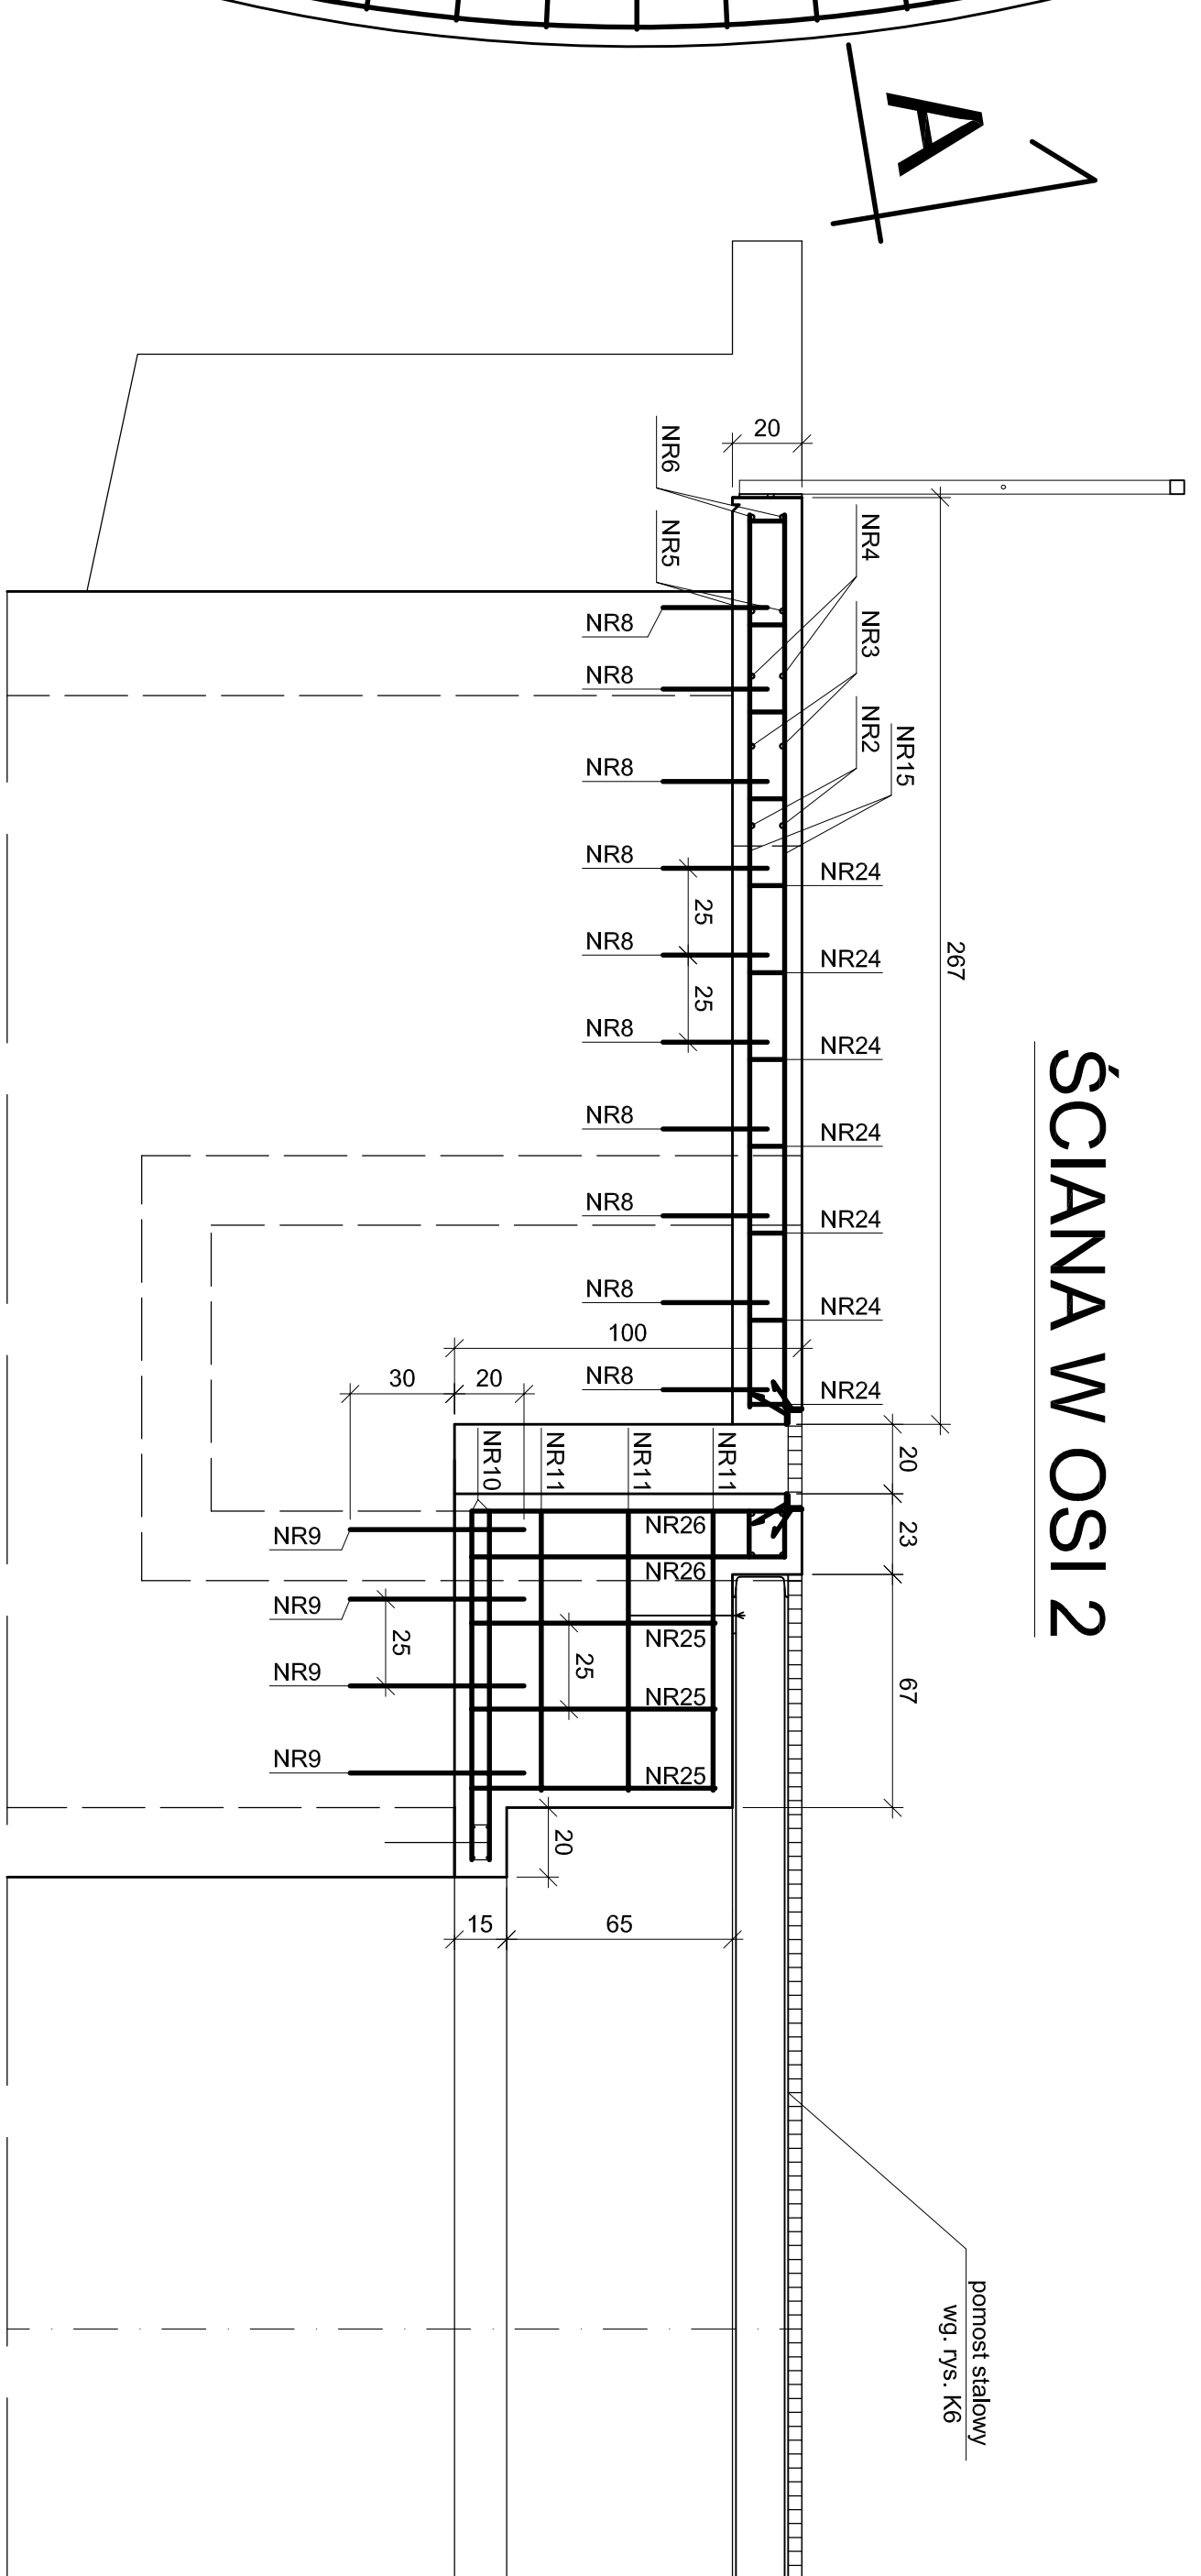 A
ŚCIANA W OSI 2
20
NR6
NR5
NR4
NR3
NR2
NR15
267
NR8
NR8
NR8
NR8
NR8
NR8
NR8
NR8
NR8
NR8
25
25
NR24
NR24
NR24
NR24
NR24
NR24
NR24
100
30
20
20
23
67
NR10
NR11
NR11
NR11
NR26
NR26
NR25
NR25
NR25
25
NR9
NR9
NR9
NR9
25
20
15
65
pomost stalowy
wg. rys. K6